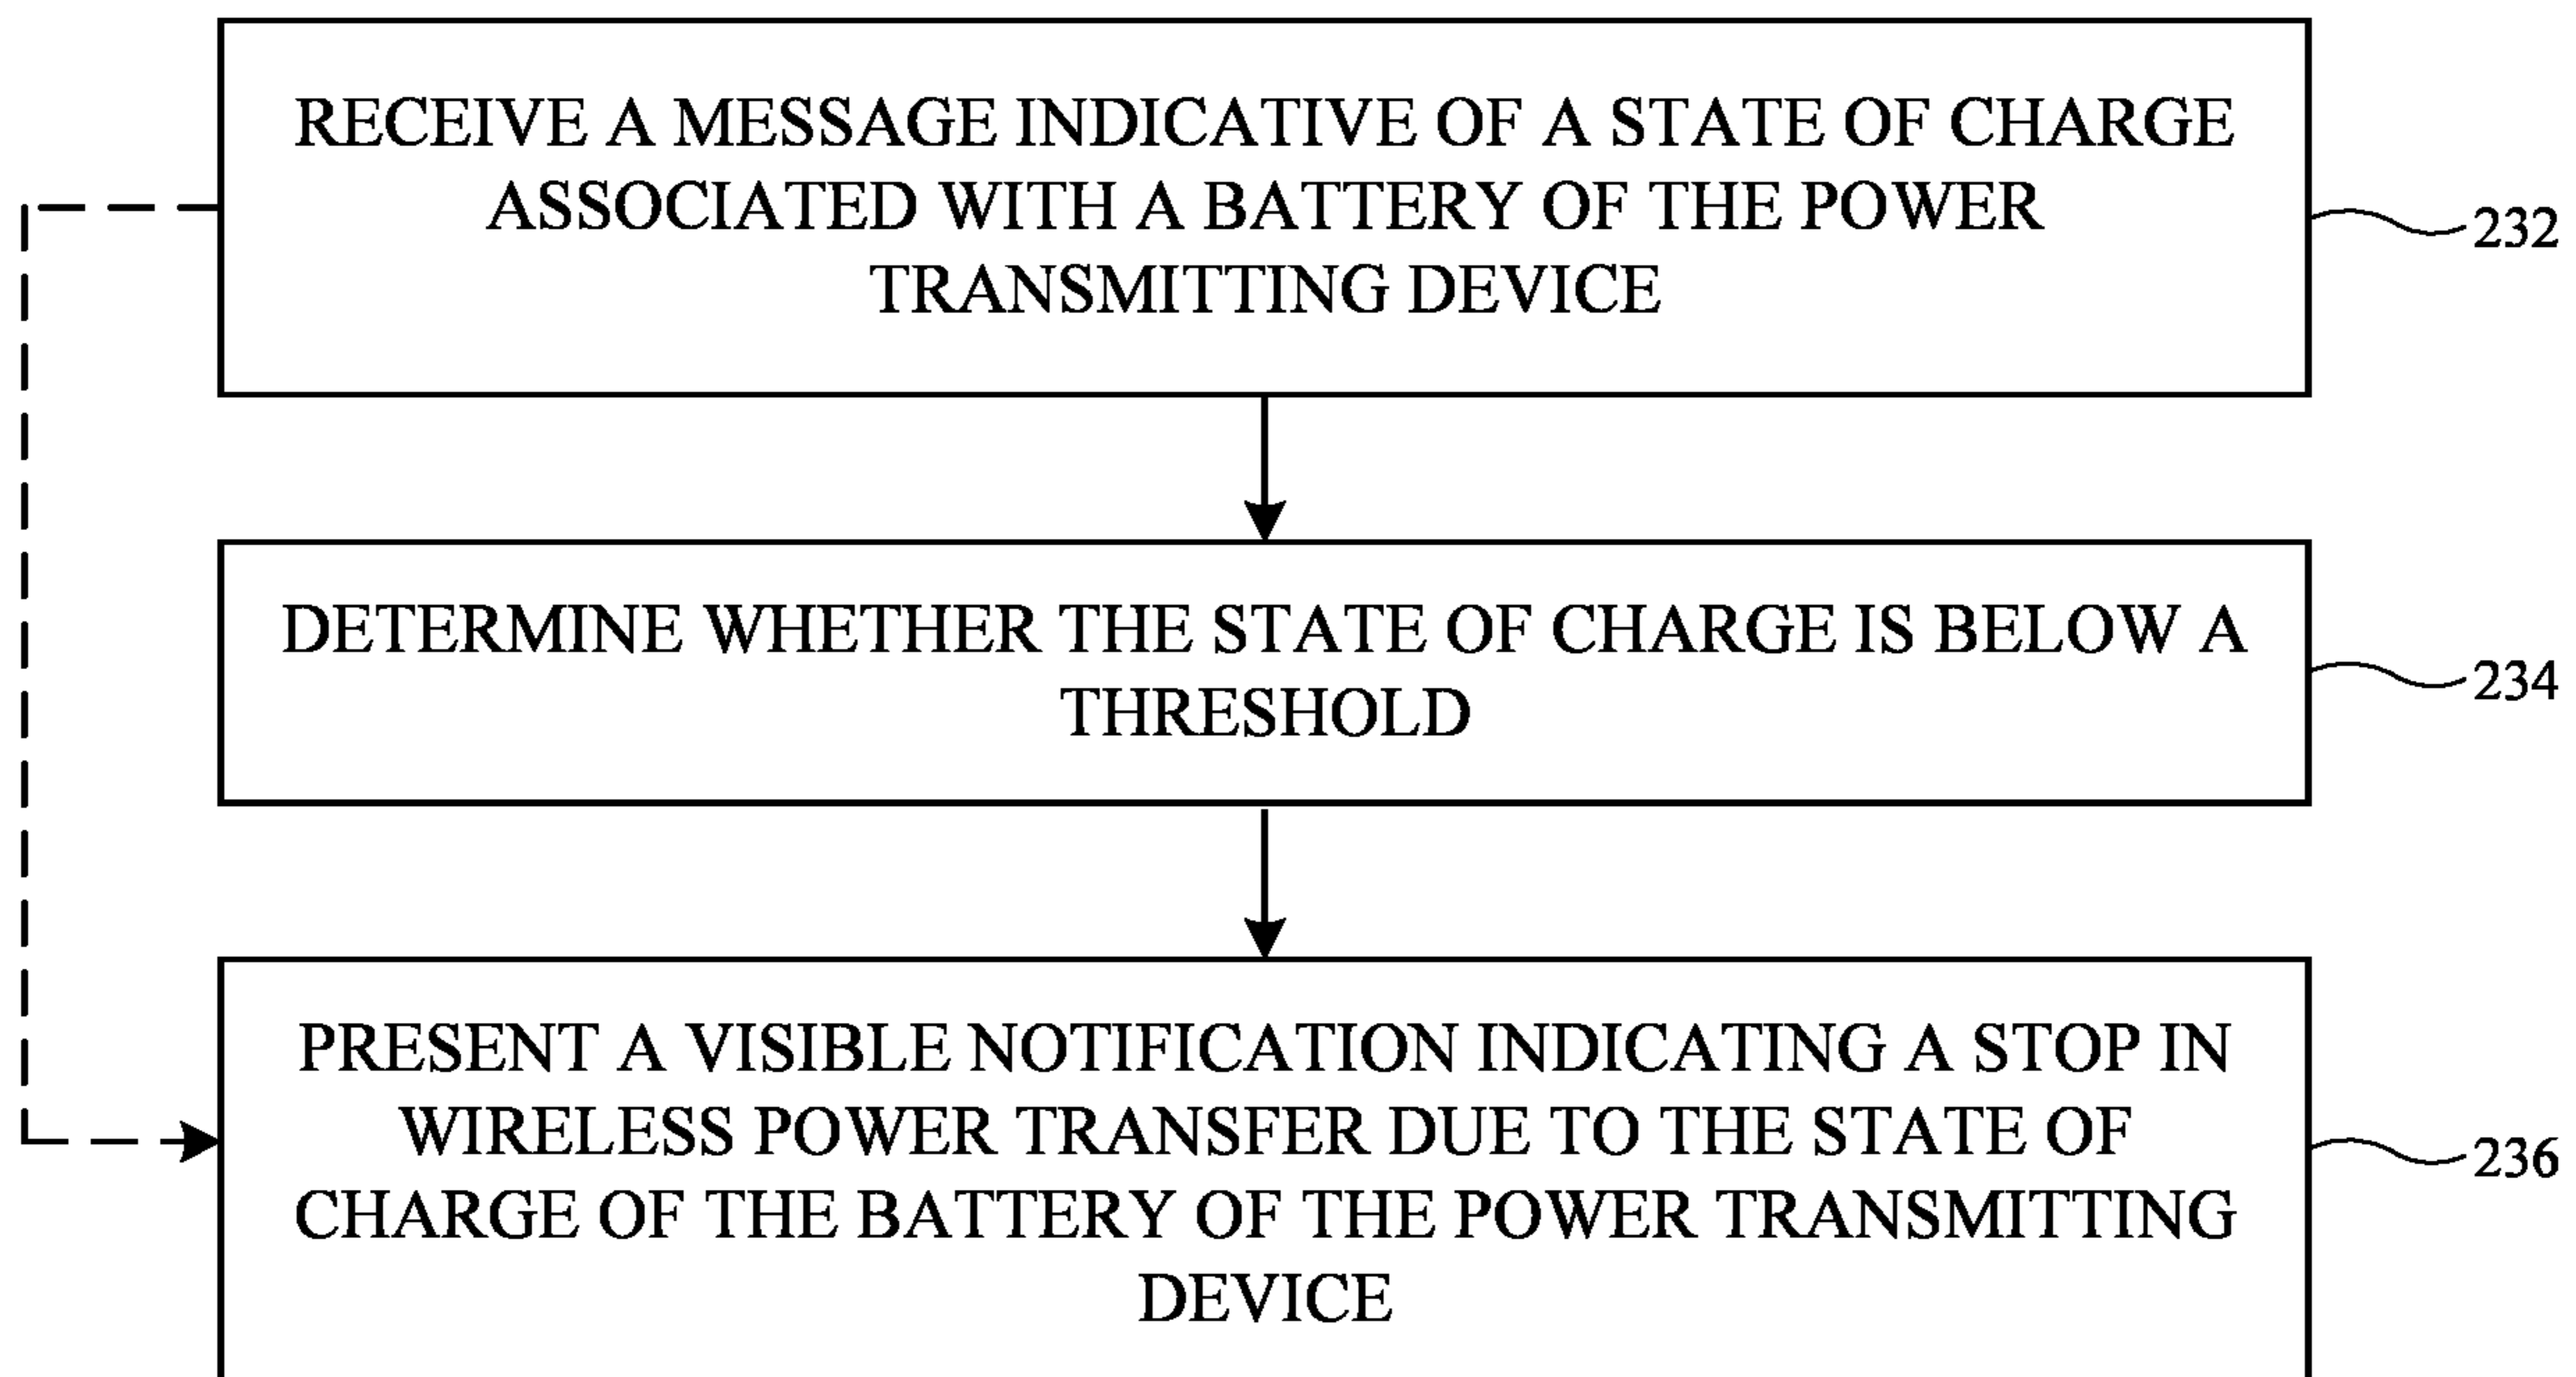 RECEIVE A MESSAGE INDICATIVE OF A STATE OF CHARGE
ASSOCIATED WITH A BATTERY OF THE POWER
TRANSMITTING DEVICE
232
DETERMINE WHETHER THE STATE OF CHARGE IS BELOW A
THRESHOLD
234
PRESENT A VISIBLE NOTIFICATION INDICATING A STOP IN
WIRELESS POWER TRANSFER DUE TO THE STATE OF
CHARGE OF THE BATTERY OF THE POWER TRANSMITTING
DEVICE
236